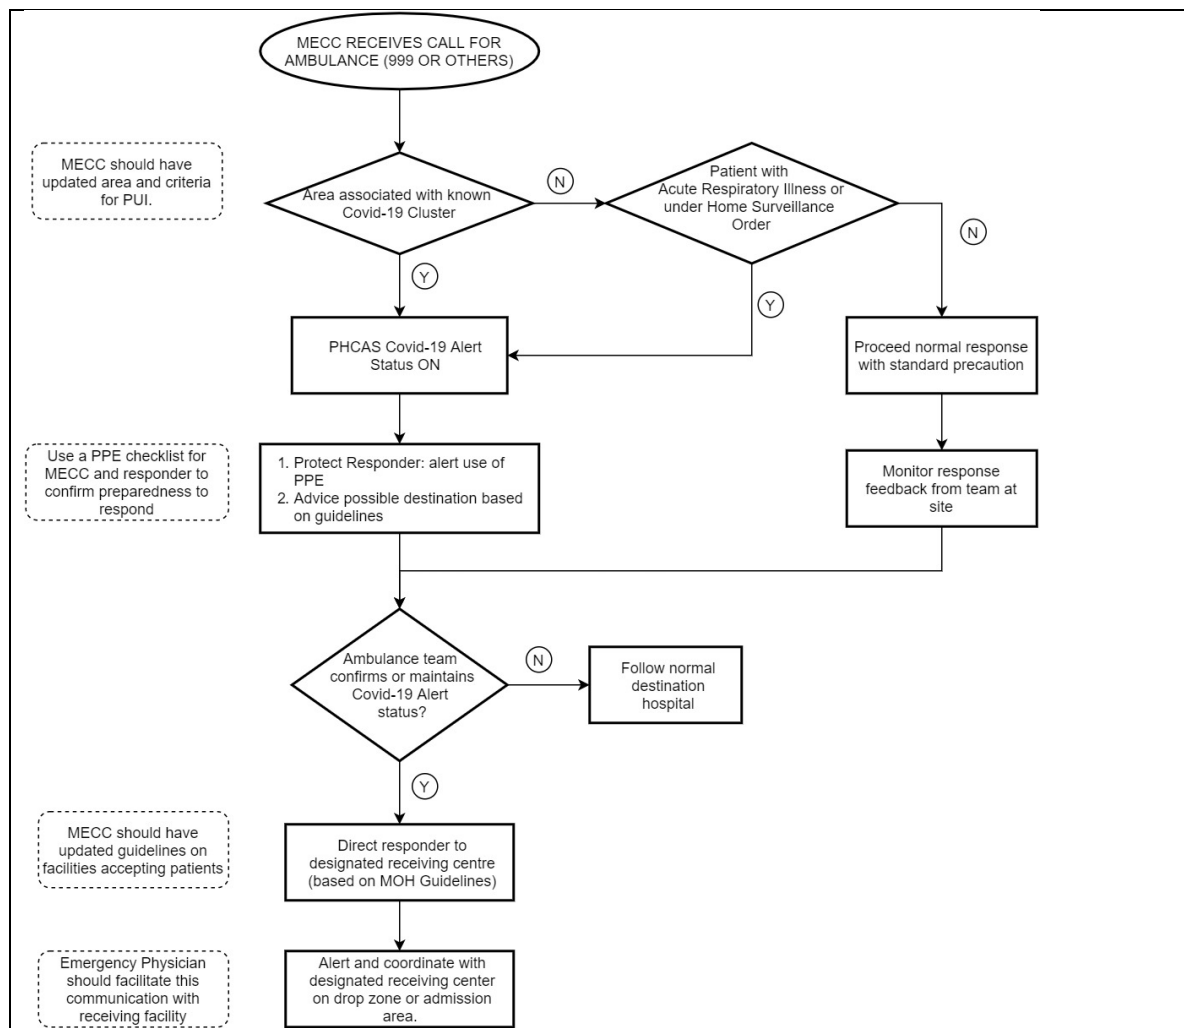 MECC RECEIVES CALL FOR
AMBULANCE (999 OR OTHERS)
MECC should have
updated area and criteria
for PUI.
Area associated with known
Covid-19 Cluster
N
Patient with
Acute Respiratory Illness or
under Home Surveillance
Order
N
Y
Y
PHCAS Covid-19 Alert
Status ON
Proceed normal response
with standard precaution
Use a PPE checklist for
MECC and responder to
confirm preparedness to
respond
1. Protect Responder: alert use of
PPE
2. Advice possible destination based
on guidelines
Monitor response
feedback from team at
site
Ambulance team
confirms or maintains
Covid-19 Alert
status?
N
Follow normal
destination
hospital
Y
MECC should have
updated guidelines on
facilities accepting patients
Direct responder to
designated receiving centre
(based on MOH Guidelines)
Emergency Physician
should facilitate this
communication with
receiving facility
Alert and coordinate with
designated receiving center
on drop zone or admission
area.